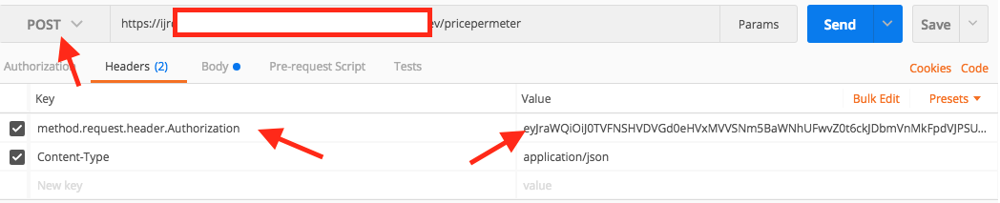 POST https://ijr ev/pricepermeter Params Send Save
Authorization Headers (2) Body Pre-request Script Tests Cookies Code
Key Value Bulk Edit Presets
method.request.header.Authorization eyJraWQiOiJ0TVFNSHVDVGd0eHVxMVVSNm5BaWNhUFwvZ0t6ckJDbmVnMkFpdVJPSU...
Content-Type application/json
New key value